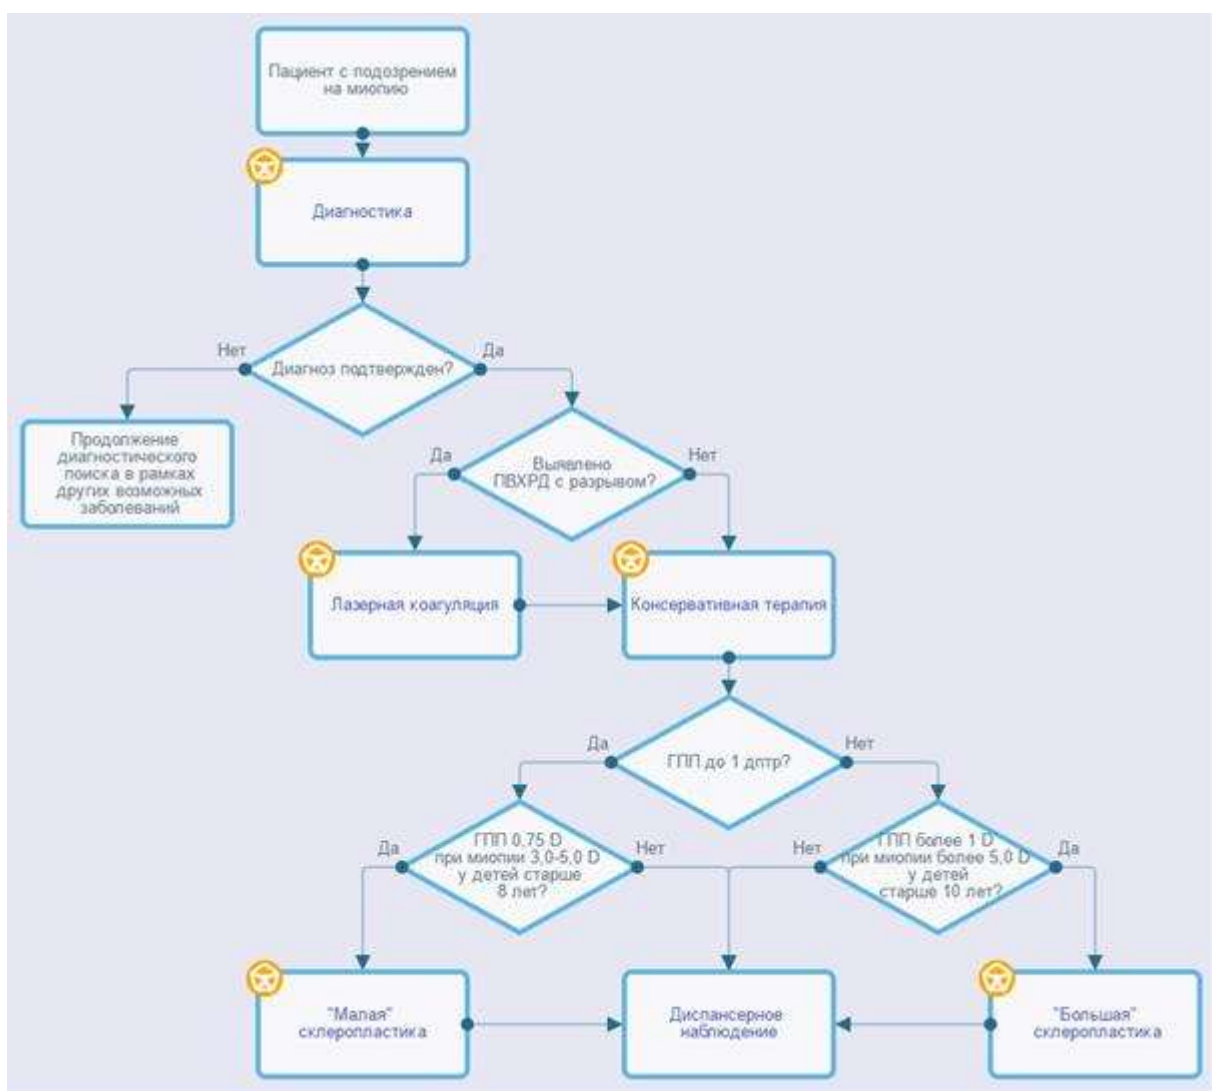 Пациент с подозрением
на миопию
Диагностика
Нет
Да
Диагноз подтвержден?
Продолжение
диагностического
поиска в рамках
других возможных
заболеваний
Да
Нет
Выявлено
ПВХРД с разрывом?
Лазерная коагуляция
Консервативная терапия
Да
Нет
ГПП до 1 дптр?
Да
ГПП 0,75 D
при миопии 3,0-5,0 D
у детей старше
8 лет?
Нет
Нет
ГПП более 1 D
при миопии более 5,0 D
у детей
старше 10 лет?
Да
"Малая"
склеропластика
Диспансерное
наблюдение
"Большая"
склеропластика